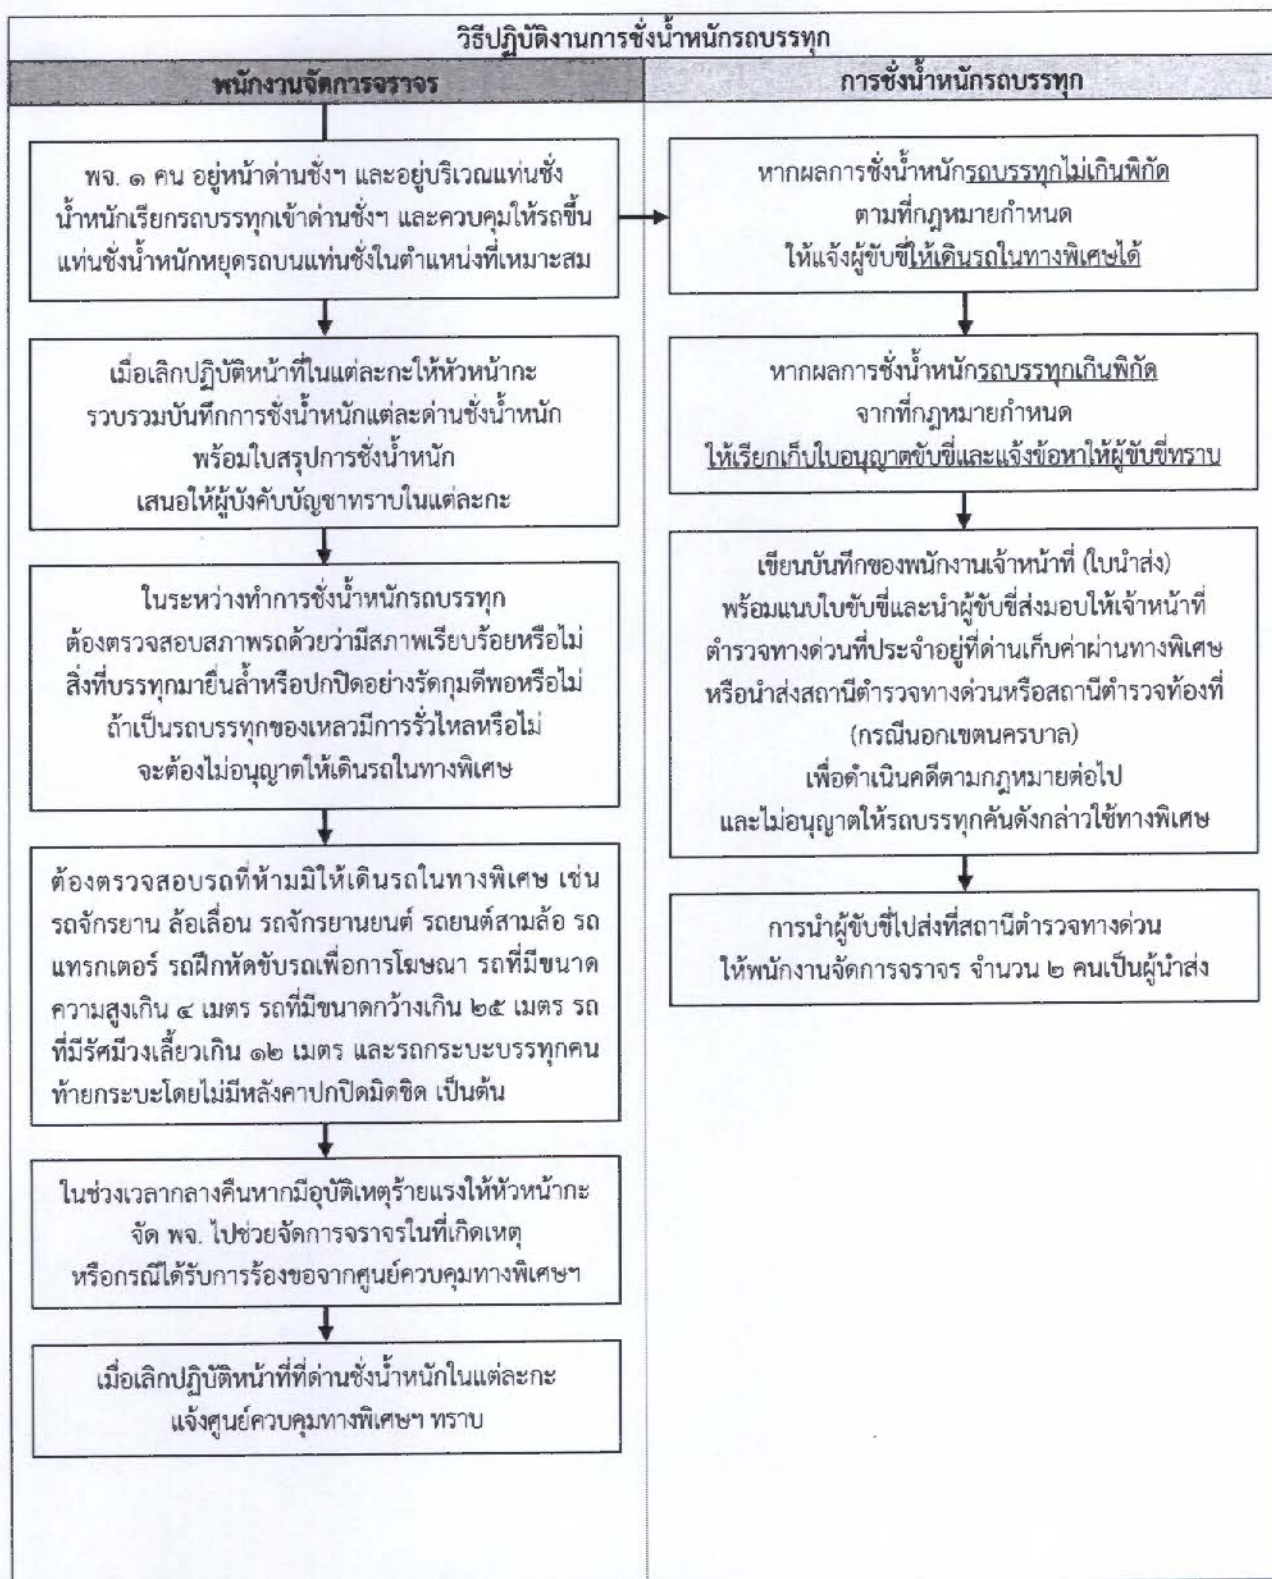 วิธีปฏิบัติงานการชั่งน้ำหนักรถบรรทุก
พนักงานจัดการจราจร
พจ. ๑ คน อยู่หน้าด่านชั่งฯ และอยู่บริเวณแท่นชั่ง
น้ำหนักเรียกรถบรรทุกเข้าด่านชั่งฯ และควบคุมให้รถขึ้น
แท่นชั่งน้ำหนักหยุดรถบนแท่นชั่งในตำแหน่งที่เหมาะสม
เมื่อเลิกปฏิบัติหน้าที่ในแต่ละกะให้หัวหน้ากะ
รวบรวมบันทึกการชั่งน้ำหนักแต่ละด่านชั่งน้ำหนัก
พร้อมใบสรุปการชั่งน้ำหนัก
เสนอให้ผู้บังคับบัญชาทราบในแต่ละกะ
ในระหว่างทำการชั่งน้ำหนักรถบรรทุก
ต้องตรวจสอบสภาพรถด้วยว่ามีสภาพเรียบร้อยหรือไม่
สิ่งที่บรรทุกมายื่นล้ำหรือปกปิดอย่างรัดกุมดีพอหรือไม่
ถ้าเป็นรถบรรทุกของเหลวมีการรั่วไหลหรือไม่
จะต้องไม่อนุญาตให้เดินรถในทางพิเศษ
ต้องตรวจสอบรถที่ห้ามมิให้เดินรถในทางพิเศษ เช่น
รถจักรยาน ล้อเลื่อน รถจักรยานยนต์ รถยนต์สามล้อ รถ
แทรกเตอร์ รถฝึกหัดขับรถเพื่อการโฆษณา รถที่มีขนาด
ความสูงเกิน ๔ เมตร รถที่มีขนาดกว้างเกิน ๒๕ เมตร รถ
ที่มีรัศมีวงเลี้ยวเกิน ๑๒ เมตร และรถกระบะบรรทุกคน
ท้ายกระบะโดยไม่มีหลังคาปกปิดมิดชิด เป็นต้น
ในช่วงเวลากลางคืนหากมีอุบัติเหตุร้ายแรงให้หัวหน้ากะ
จัด พจ. ไปช่วยจัดการจราจรในที่เกิดเหตุ
หรือกรณีได้รับการร้องขอจากศูนย์ควบคุมทางพิเศษฯ
เมื่อเลิกปฏิบัติหน้าที่ที่ด่านชั่งน้ำหนักในแต่ละกะ
แจ้งศูนย์ควบคุมทางพิเศษฯ ทราบ
การชั่งน้ำหนักรถบรรทุก
หากผลการชั่งน้ำหนักรถบรรทุกไม่เกินพิกัด
ตามที่กฎหมายกำหนด
ให้แจ้งผู้ขับขี่ให้เดินรถในทางพิเศษได้
หากผลการชั่งน้ำหนักรถบรรทุกเกินพิกัด
จากที่กฎหมายกำหนด
ให้เรียกเก็บใบอนุญาตขับขี่และแจ้งข้อหาให้ผู้ขับขี่ทราบ
เขียนบันทึกของพนักงานเจ้าหน้าที่ (ใบนำส่ง)
พร้อมแนบใบขับขี่และนำผู้ขับขี่ส่งมอบให้เจ้าหน้าที่
ตำรวจทางด่วนที่ประจำอยู่ที่ด่านเก็บค่าผ่านทางพิเศษ
หรือนำส่งสถานีตำรวจทางด่วนหรือสถานีตำรวจท้องที่
(กรณีนอกเขตนครบาล)
เพื่อดำเนินคดีตามกฎหมายต่อไป
และไม่อนุญาตให้รถบรรทุกคันดังกล่าวใช้ทางพิเศษ
การนำผู้ขับขี่ไปส่งที่สถานีตำรวจทางด่วน
ให้พนักงานจัดการจราจร จำนวน ๒ คนเป็นผู้นำส่ง